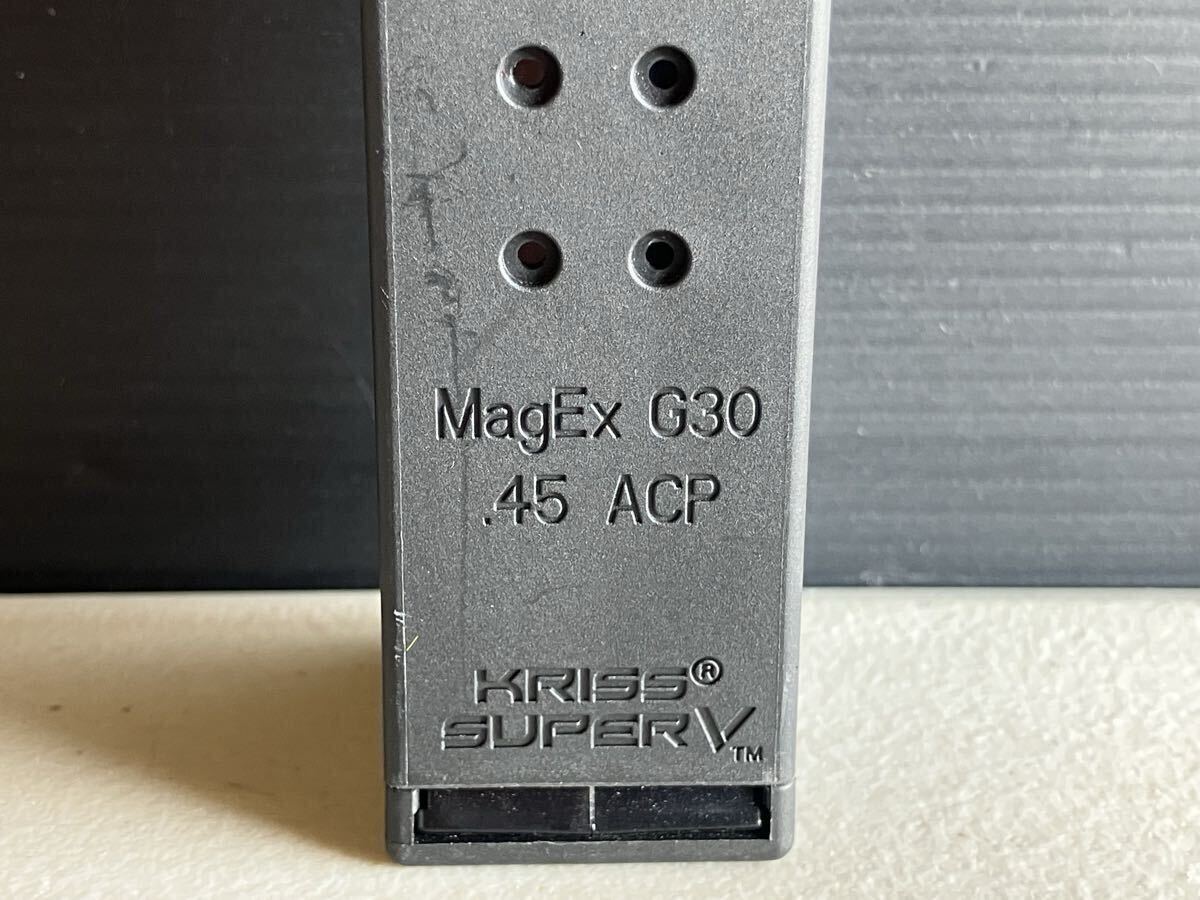 MagEx G30
.45 ACP
KRISS®
SUPER V™